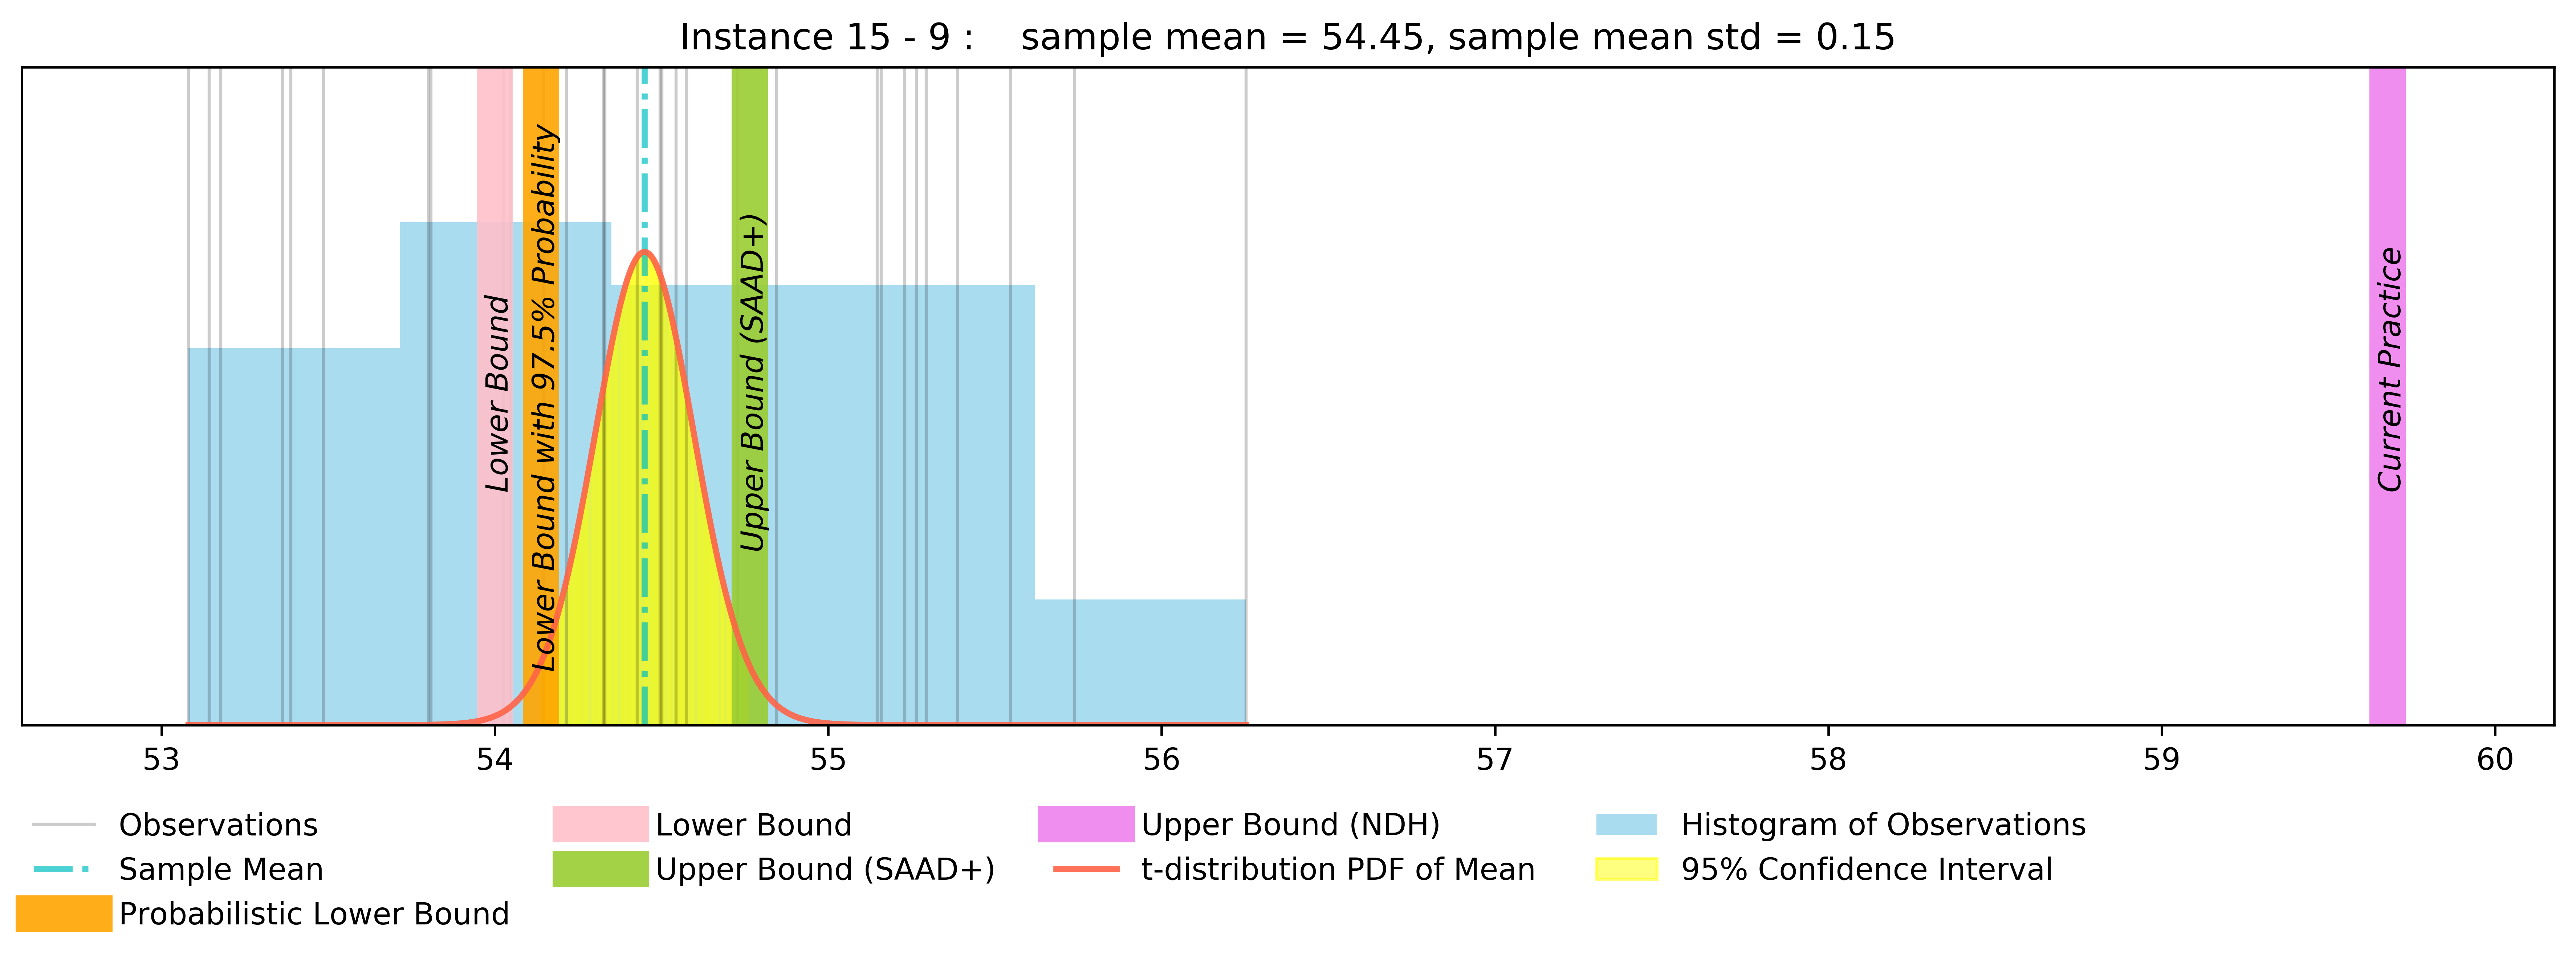 Instance 15 - 9 :    sample mean = 54.45, sample mean std = 0.15
Lower Bound
Lower Bound with 97.5% Probability
Upper Bound (SAAD+)
Current Practice
53 54 55 56 57 58 59 60
Observations
Sample Mean
Probabilistic Lower Bound
Lower Bound
Upper Bound (SAAD+)
Upper Bound (NDH)
t-distribution PDF of Mean
Histogram of Observations
95% Confidence Interval